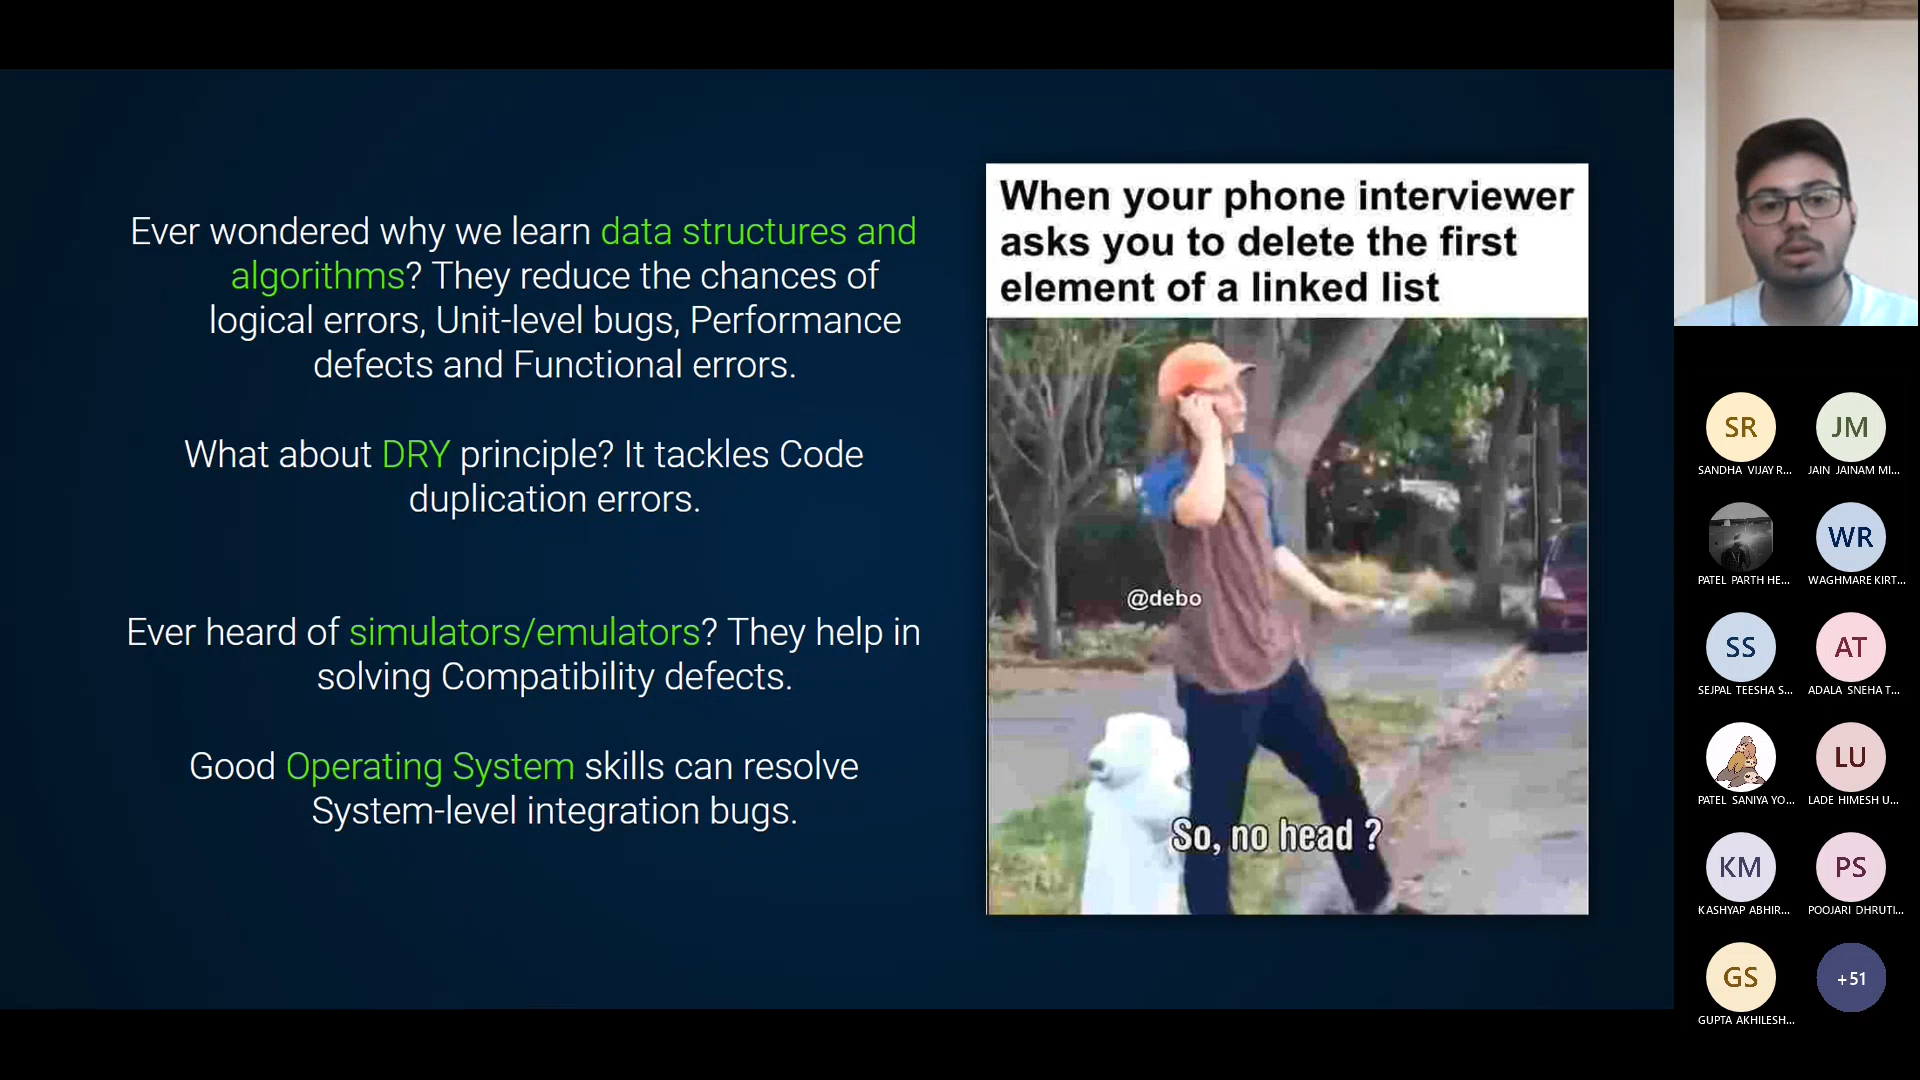 Ever wondered why we learn data structures and
algorithms? They reduce the chances of
logical errors, Unit-level bugs, Performance
defects and Functional errors.
What about DRY principle? It tackles Code
duplication errors.
Ever heard of simulators/emulators? They help in
solving Compatibility defects.
Good Operating System skills can resolve
System-level integration bugs.
When your phone interviewer
asks you to delete the first
element of a linked list
@debo
So, no head ?
SR
JM
SANDHA VIJAY R...
JAIN JAINAM MI...
WR
PATEL PARTH HE...
WAGHMARE KIRT...
SS
AT
SEJPAL TEESHA S...
ADALA SNEHA T...
LU
PATEL SANIYA YO...
LADE HIMESH U...
KM
PS
KASHYAP ABHIR...
POOJARI DHRUTI...
GS
+51
GUPTA AKHILESH...